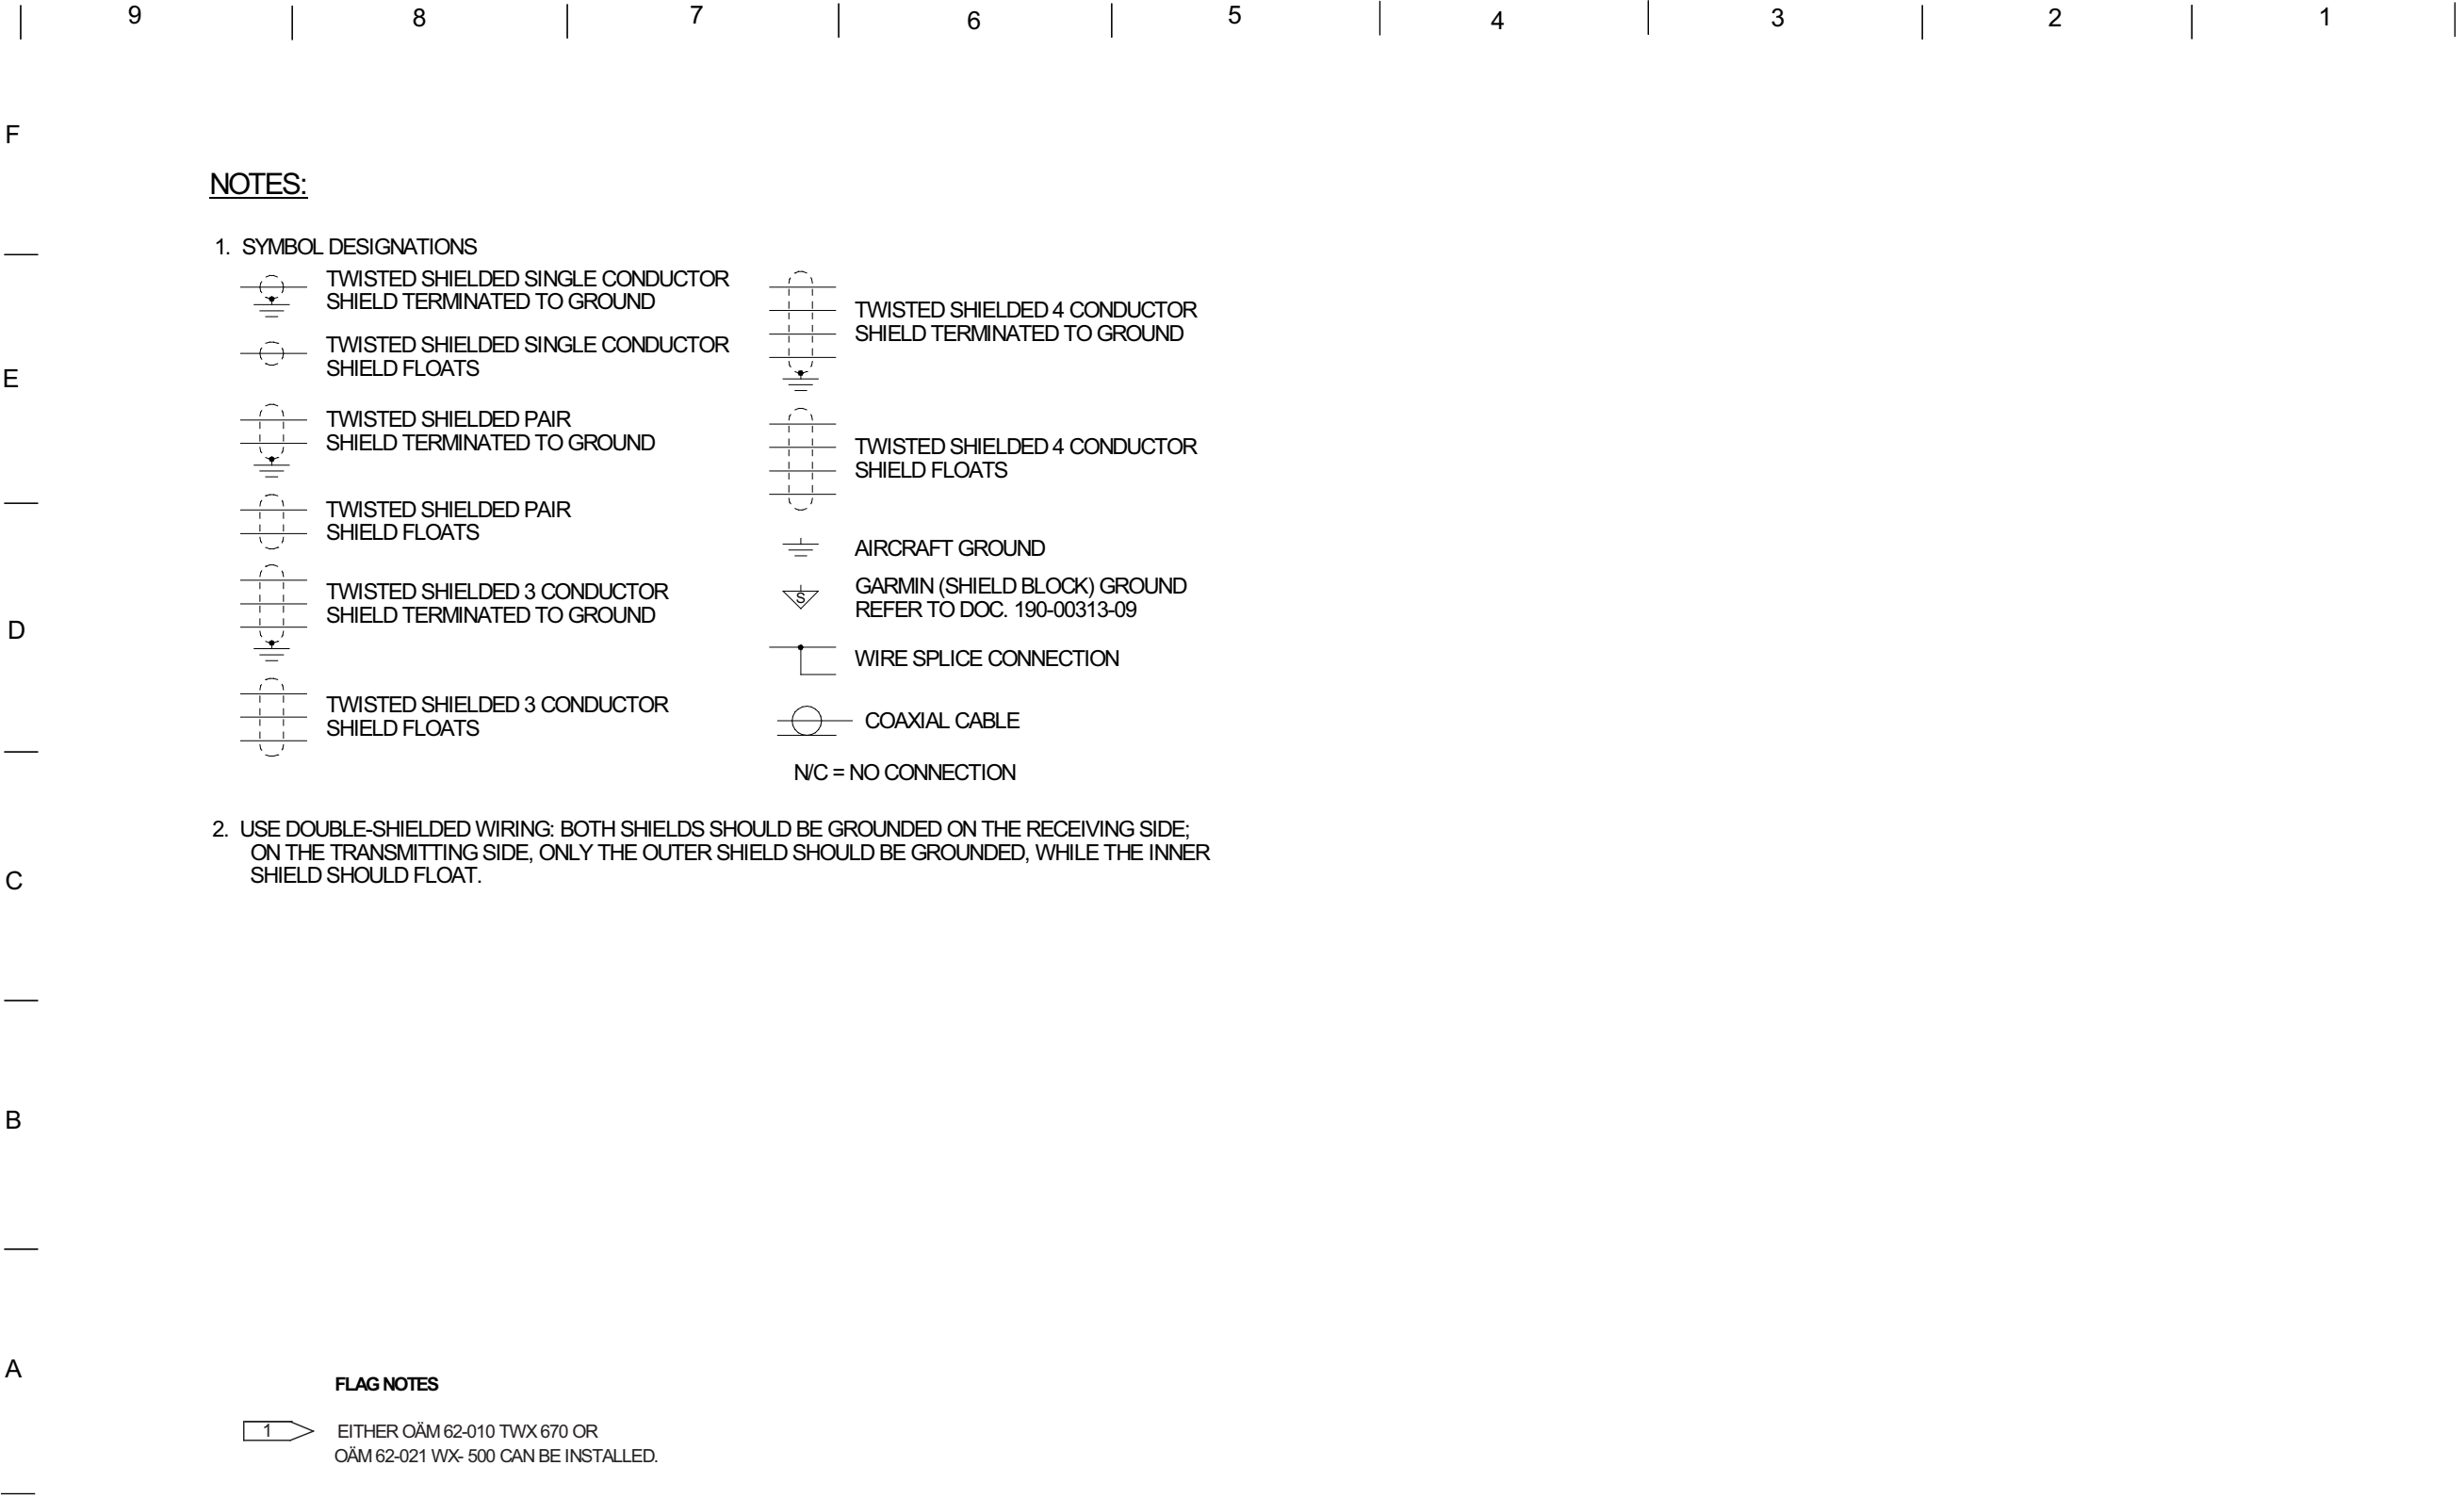 9 8 7 6 5 4 3 2 1
F
NOTES:
1. SYMBOL DESIGNATIONS
TWISTED SHIELDED SINGLE CONDUCTOR
SHIELD TERMINATED TO GROUND
TWISTED SHIELDED SINGLE CONDUCTOR
SHIELD FLOATS
E
TWISTED SHIELDED PAIR
SHIELD TERMINATED TO GROUND
TWISTED SHIELDED PAIR
SHIELD FLOATS
TWISTED SHIELDED 3 CONDUCTOR
SHIELD TERMINATED TO GROUND
D
TWISTED SHIELDED 3 CONDUCTOR
SHIELD FLOATS
TWISTED SHIELDED 4 CONDUCTOR
SHIELD TERMINATED TO GROUND
TWISTED SHIELDED 4 CONDUCTOR
SHIELD FLOATS
AIRCRAFT GROUND
S
GARMIN (SHIELD BLOCK) GROUND
REFER TO DOC. 190-00313-09
WIRE SPLICE CONNECTION
COAXIAL CABLE
N/C = NO CONNECTION
2. USE DOUBLE-SHIELDED WIRING: BOTH SHIELDS SHOULD BE GROUNDED ON THE RECEIVING SIDE;
ON THE TRANSMITTING SIDE, ONLY THE OUTER SHIELD SHOULD BE GROUNDED, WHILE THE INNER
SHIELD SHOULD FLOAT.
C
B
A
FLAG NOTES
1 EITHER OÄM 62-010 TWX 670 OR
OÄM 62-021 WX- 500 CAN BE INSTALLED.